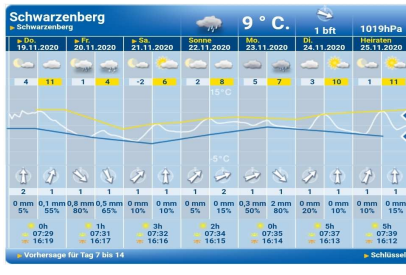 Schwarzenberg
▸ Schwarzenberg
9 ° C.
1 bft
1019hPa
▸ Do. ▸ Fr. ▸ Sa. Sonne Mo. Di. Heiraten
19.11.2020 20.11.2020 21.11.2020 22.11.2020 23.11.2020 24.11.2020 25.11.2020
4 11 1 4 -2 6 2 8 5 7 3 10 1 11
15°C
-5°C
2 1 1 1 1 1 1 2 1 1 1 1 1 1
0 mm 0,1 mm 0,8 mm 0,5 mm 0 mm 0 mm 0 mm 0 mm 0,3 mm 2 mm 0 mm 0 mm 0 mm 0 mm
5% 55% 80% 65% 10% 10% 10% 15% 50% 80% 20% 10% 10% 15%
0h 1h 3h 2h 0h 5h 5h
07:29 07:31 07:32 07:34 07:35 07:37 07:39
16:19 16:17 16:16 16:15 16:14 16:13 16:12
▸ Vorhersage für Tag 7 bis 14
▸ Schlüssel